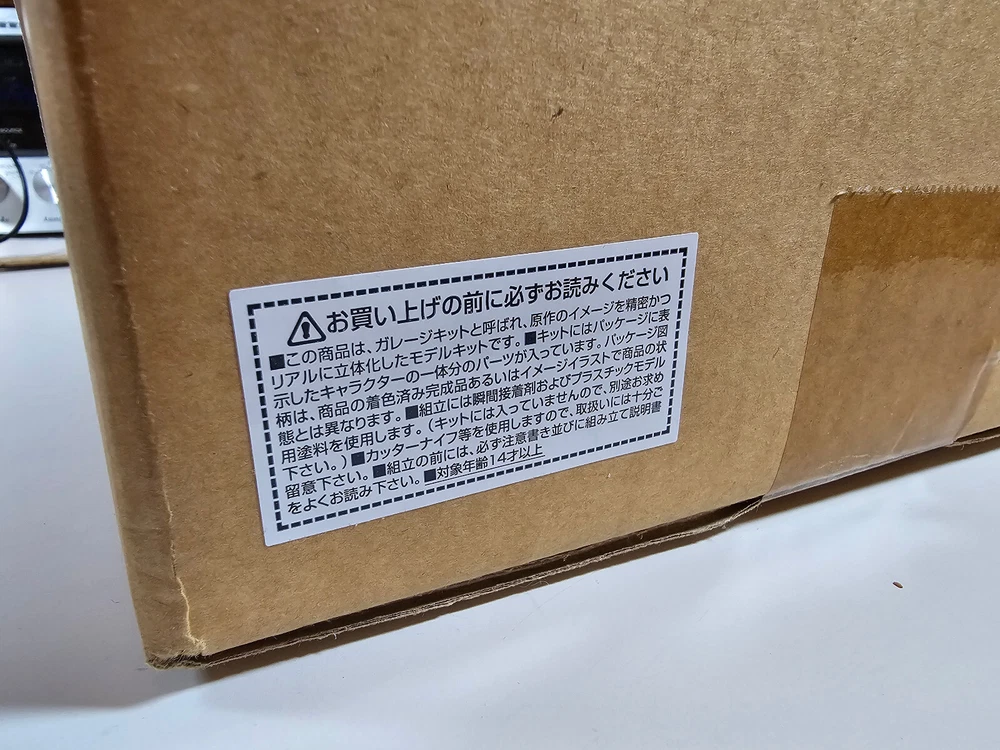 お買い上げの前に必ずお読みください
■この商品は、ガレージキットと呼ばれ、原作のイメージを精密かつ
リアルに立体化したモデルキットです。■キットにはパッケージに表
示したキャラクターの一体分のパーツが入っています。パッケージ図
柄は、商品の着色済み完成品あるいはイメージイラストで商品の状
態とは異なります。■組立には瞬間接着剤およびプラスチックモデル
用塗料を使用します。(キットには入っていませんので、別途お求め
下さい。)■カッターナイフ等を使用しますので、取扱いには十分ご
留意下さい。■組立の前には、必ず注意書き並びに組み立て説明書
をよくお読み下さい。■対象年齢14才以上